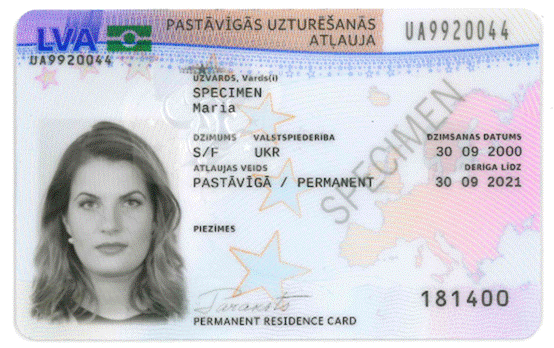 PASTĀVĪGĀS UZTURĒŠANĀS
ATĻAUJA
UA9920044
LVA
UA9920044
UZVĀRDS, Vārds(i)
SPECIMEN
Maria
DZIMUMS VALSTSPIEDERĪBA DZIMŠANAS DATUMS
S/F UKR 30 09 2000
ATĻAUJAS VEIDS DERĪGA LĪDZ
PASTĀVĪGĀ / PERMANENT 30 09 2021
SPECIMEN
PIEZĪMES
181400
PERMANENT RESIDENCE CARD